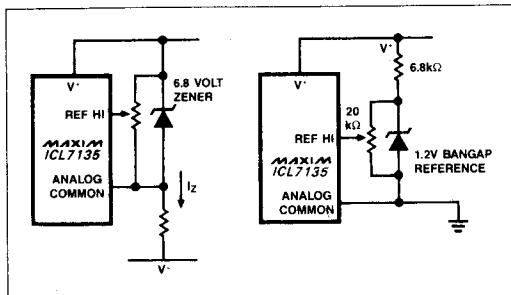 V⁺
6.8 VOLT
ZENER
V⁺
REF HI
MAXIM
ICL7135
ANALOG
COMMON
I_Z
V⁻
V⁺
6.8kΩ
20
kΩ
V⁺
REF HI
MAXIM
ICL7135
1.2V BANGAP
REFERENCE
ANALOG
COMMON